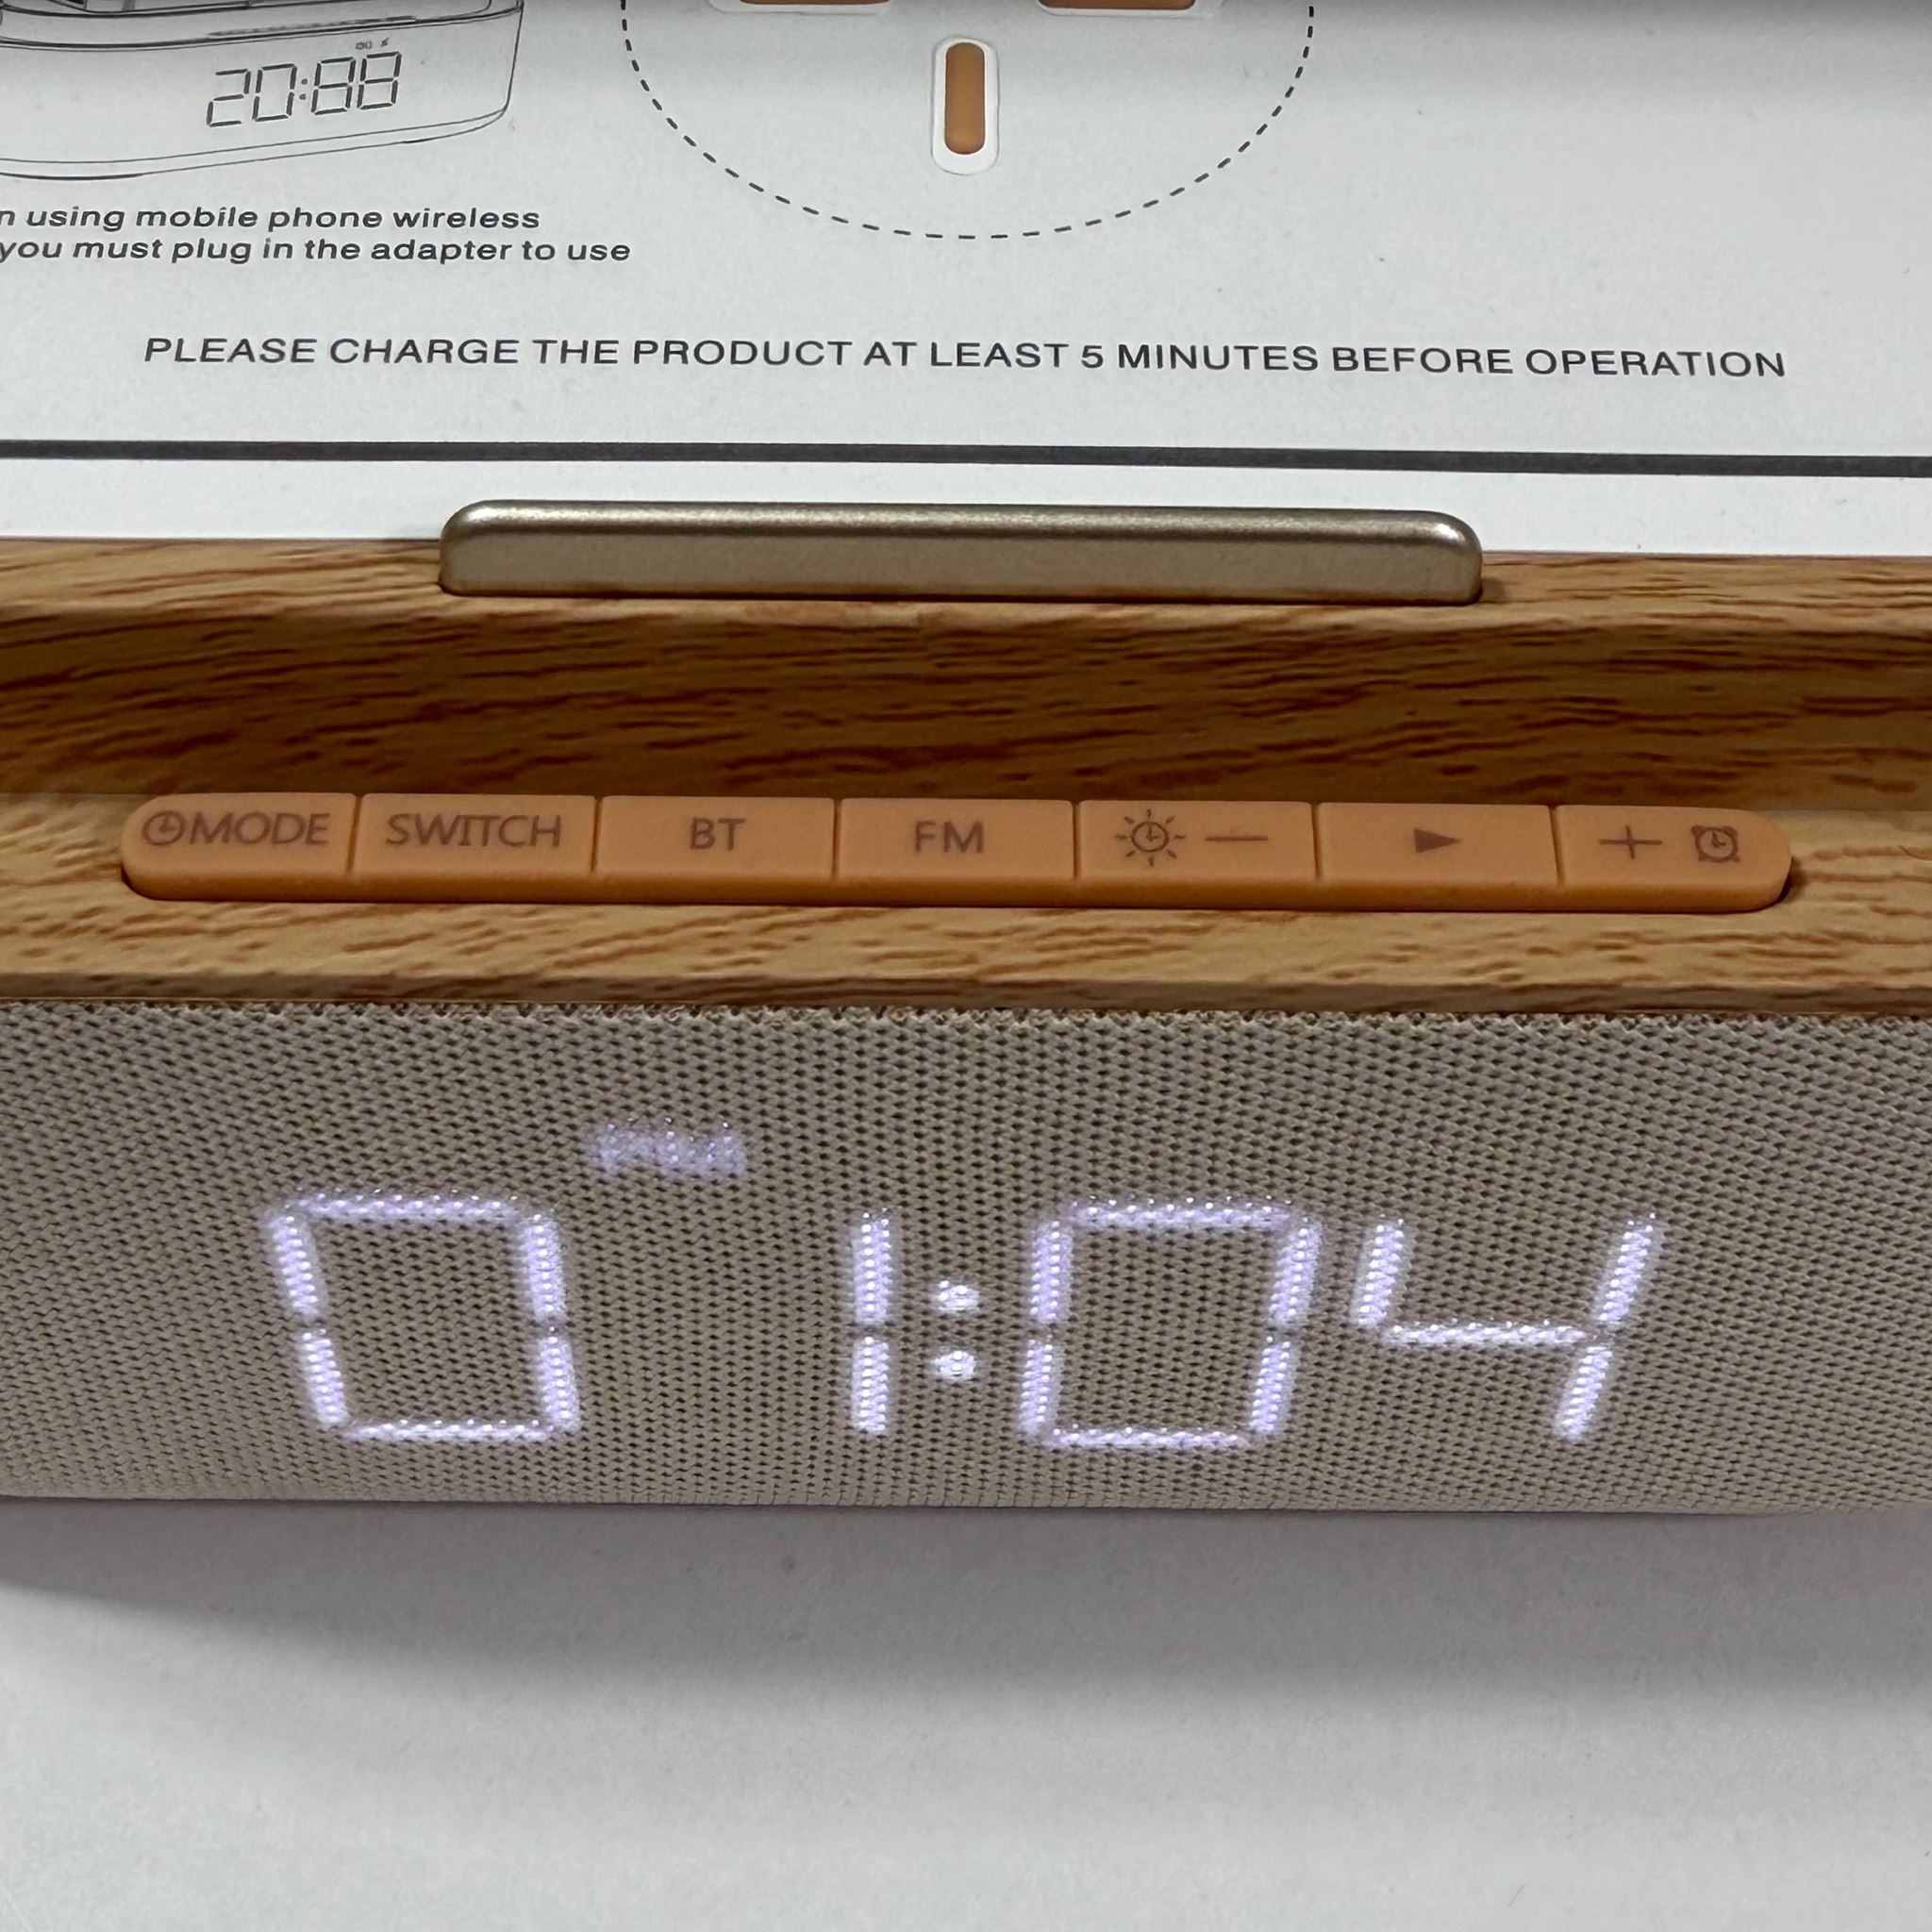 20:88
n using mobile phone wireless
you must plug in the adapter to use
PLEASE CHARGE THE PRODUCT AT LEAST 5 MINUTES BEFORE OPERATION
MODE SWITCH BT FM — ▶ +
PM
01:04